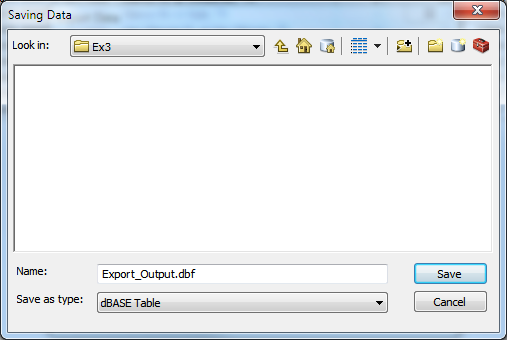 Saving Data
Look in: Ex3
Name: Export_Output.dbf
Save
Save as type: dBASE Table
Cancel